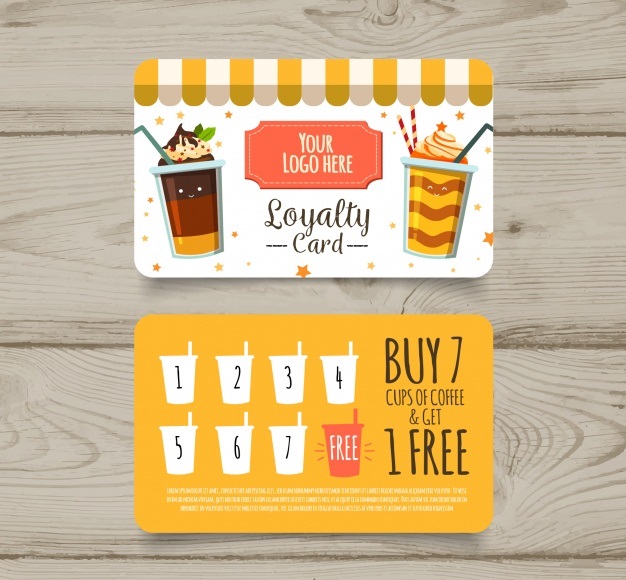 YOUR
LOGO HERE
Loyalty
Card
1 2 3 4
5 6 7 FREE
BUY 7
CUPS OF COFFEE
& GET
1 FREE